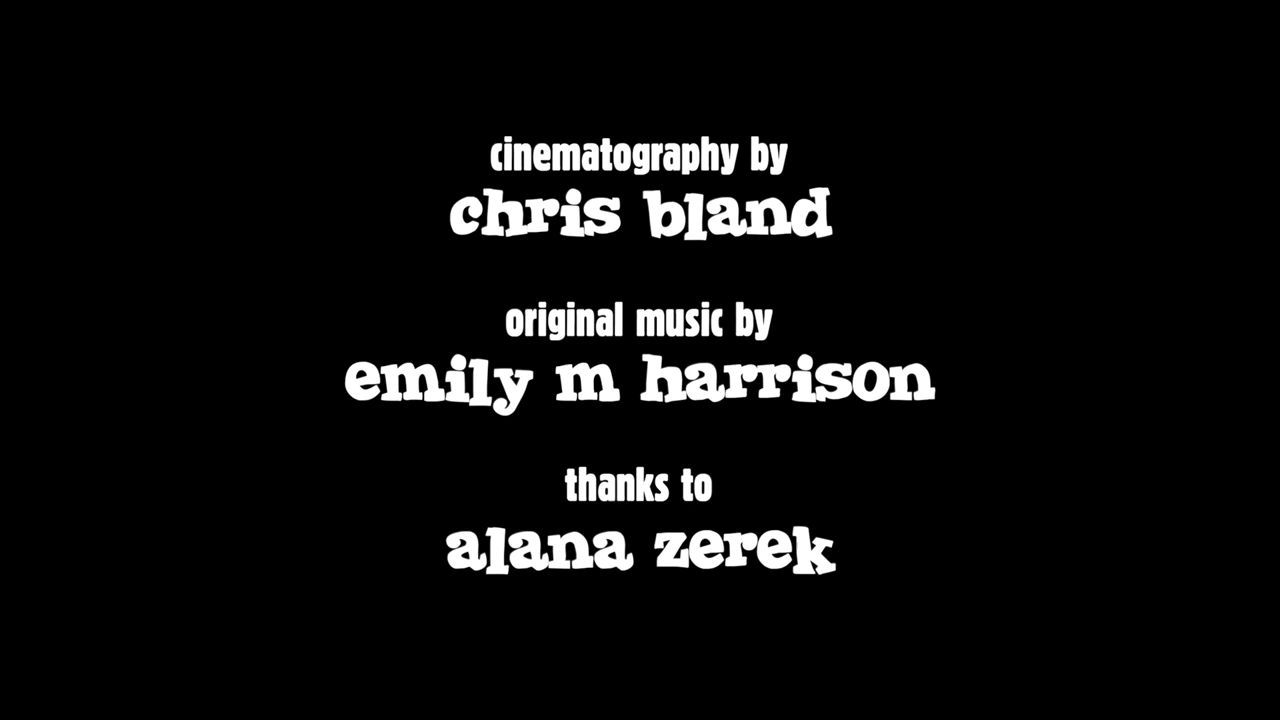 cinematography by
chris bland
original music by
emily m harrison
thanks to
alana zerek